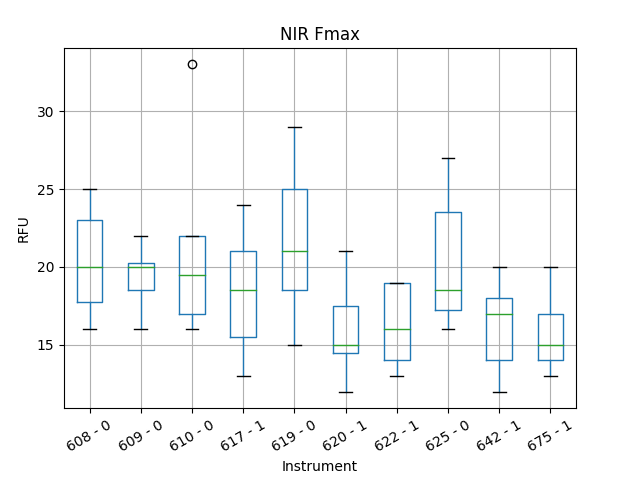 NIR Fmax
RFU
30
25
20
15
608 - 0
609 - 0
610 - 0
617 - 1
619 - 0
620 - 1
622 - 1
625 - 0
642 - 1
675 - 1
Instrument